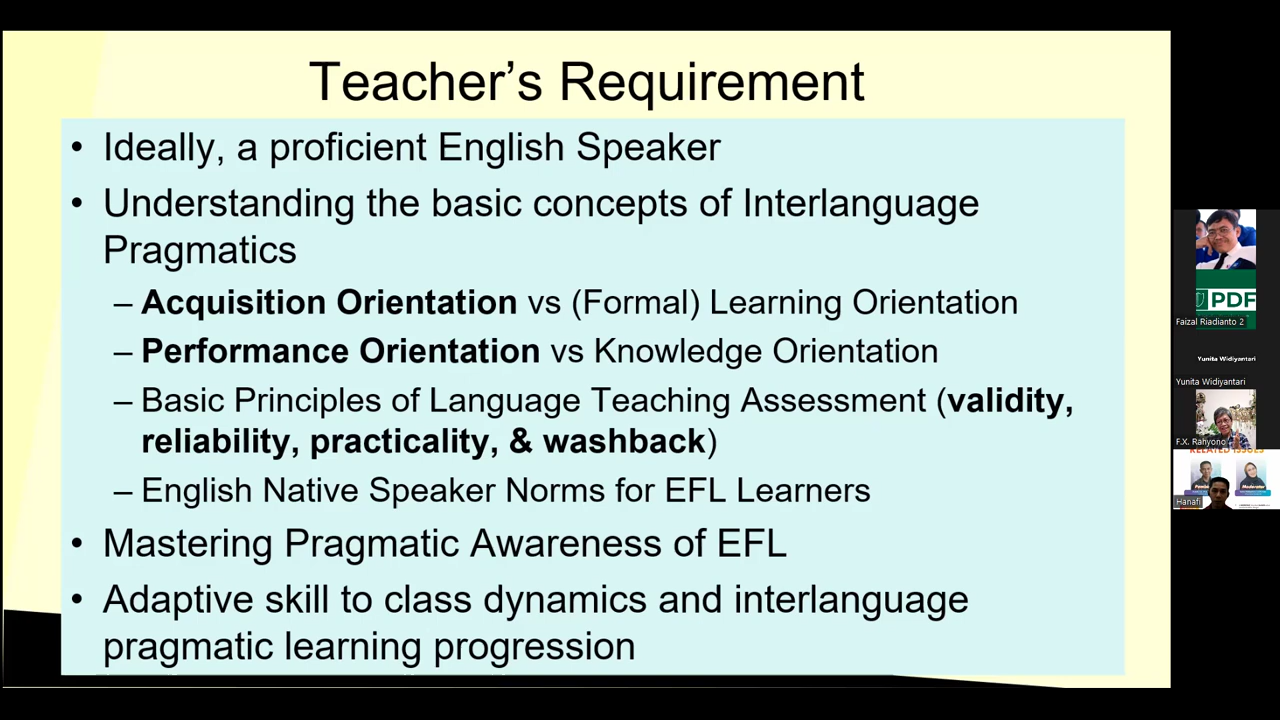 Teacher's Requirement
• Ideally, a proficient English Speaker
• Understanding the basic concepts of Interlanguage
Pragmatics
– Acquisition Orientation vs (Formal) Learning Orientation
– Performance Orientation vs Knowledge Orientation
– Basic Principles of Language Teaching Assessment (validity,
reliability, practicality, & washback)
– English Native Speaker Norms for EFL Learners
• Mastering Pragmatic Awareness of EFL
• Adaptive skill to class dynamics and interlanguage
pragmatic learning progression
PDF
Faizal Riadianto 2
Yunita Widiyantari
Yunita Widiyantari
F.X. Rahyono
RELATED ISSUES
Moderator
Hanafi